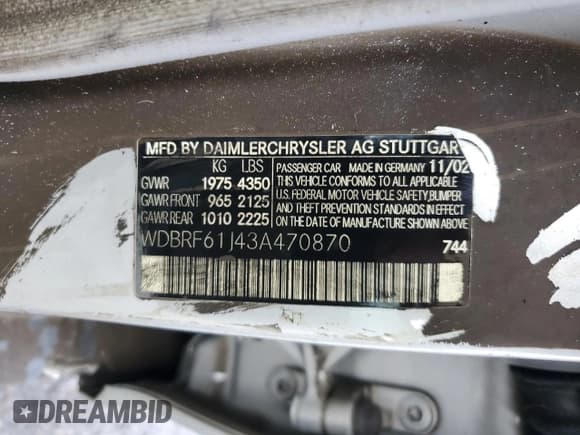 MFD BY DAIMLERCHRYSLER AG STUTTGAR
KG LBS
GVWR 1975 4350
GAWR FRONT 965 2125
GAWR REAR 1010 2225
PASSENGER CAR MADE IN GERMANY 11/02
THIS VEHICLE CONFORMS TO ALL APPLICABLE
U.S. FEDERAL MOTOR VEHICLE SAFETY, BUMPER
AND THEFT PREVENTION STANDARDS IN EFFECT
ON THE DATE OF MANUFACTURE SHOWN ABOVE
WDBRF61J43A470870
744
DREAMBID